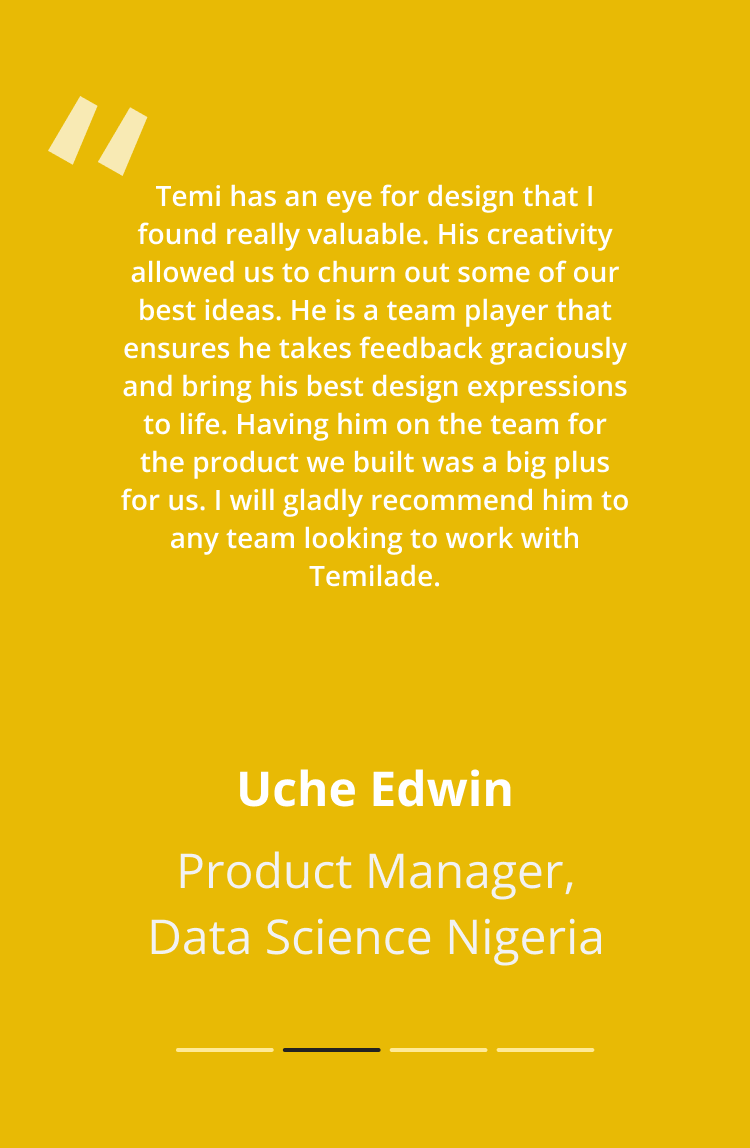 Temi has an eye for design that I
found really valuable. His creativity
allowed us to churn out some of our
best ideas. He is a team player that
ensures he takes feedback graciously
and bring his best design expressions
to life. Having him on the team for
the product we built was a big plus
for us. I will gladly recommend him to
any team looking to work with
Temilade.
Uche Edwin
Product Manager,
Data Science Nigeria